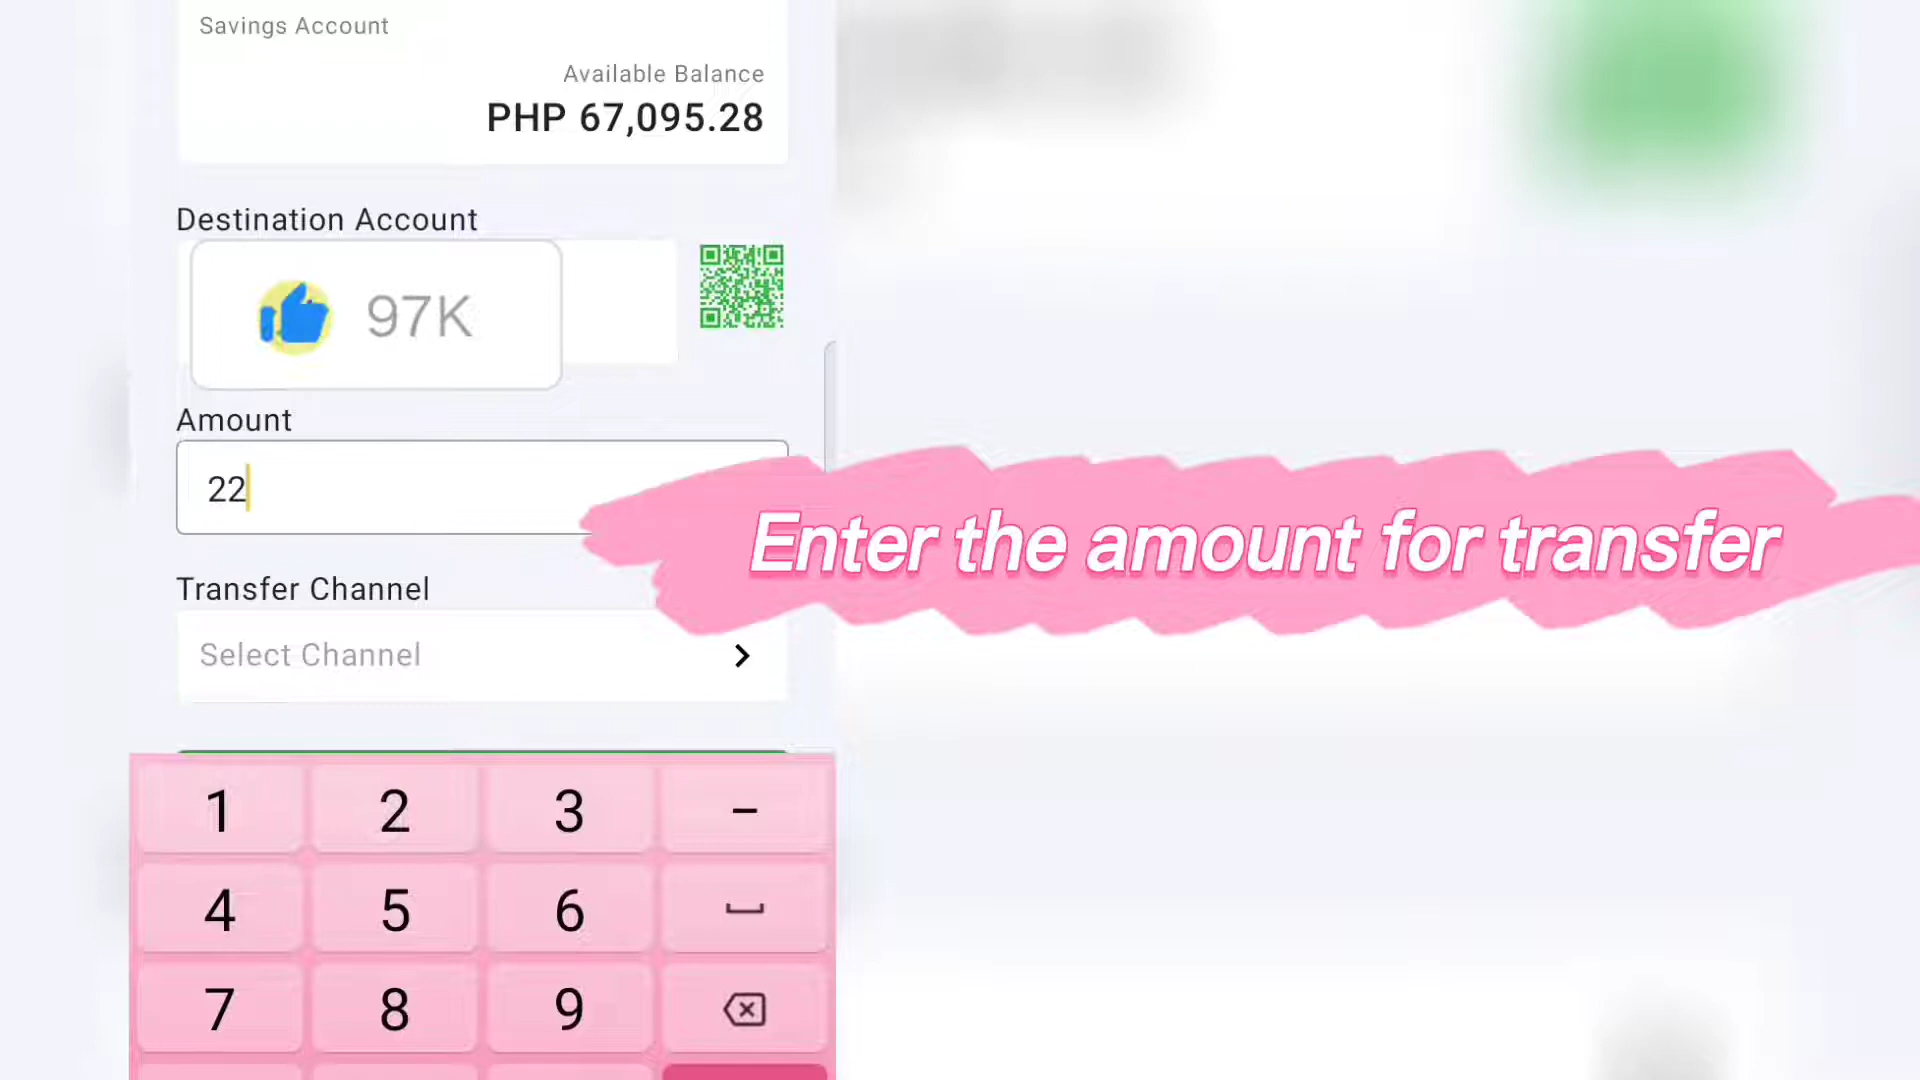 Savings Account
Available Balance
PHP 67,095.28
Destination Account
97K
Amount
22
Enter the amount for transfer
Transfer Channel
Select Channel
1 2 3 –
4 5 6
7 8 9